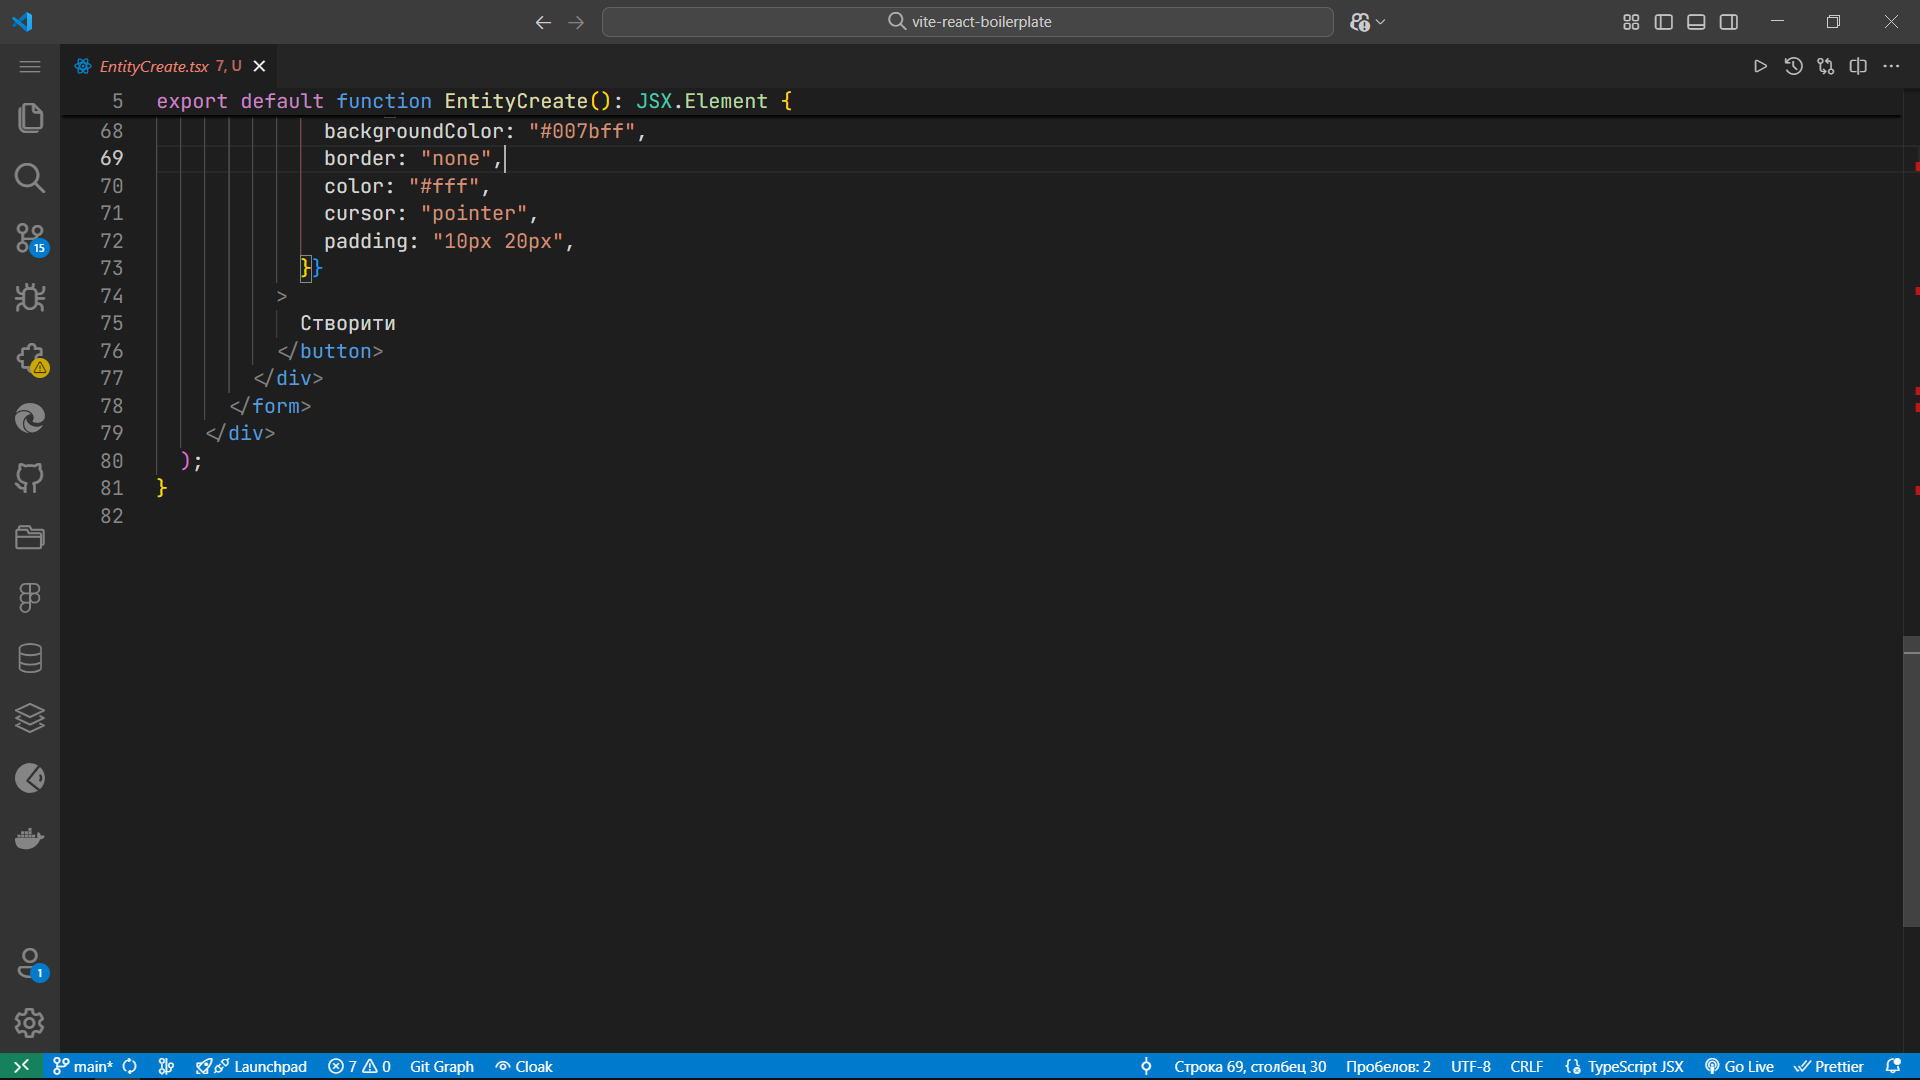 vite-react-boilerplate
EntityCreate.tsx 7, U
5 export default function EntityCreate(): JSX.Element {
68 backgroundColor: "#007bff",
69 border: "none",
70 color: "#fff",
71 cursor: "pointer",
72 padding: "10px 20px",
73 }}
74 >
75 Створити
76 </button>
77 </div>
78 </form>
79 </div>
80 );
81 }
82
15
1
main* Launchpad 7 0 Git Graph Cloak Строка 69, столбец 30 Пробелов: 2 UTF-8 CRLF TypeScript JSX Go Live Prettier